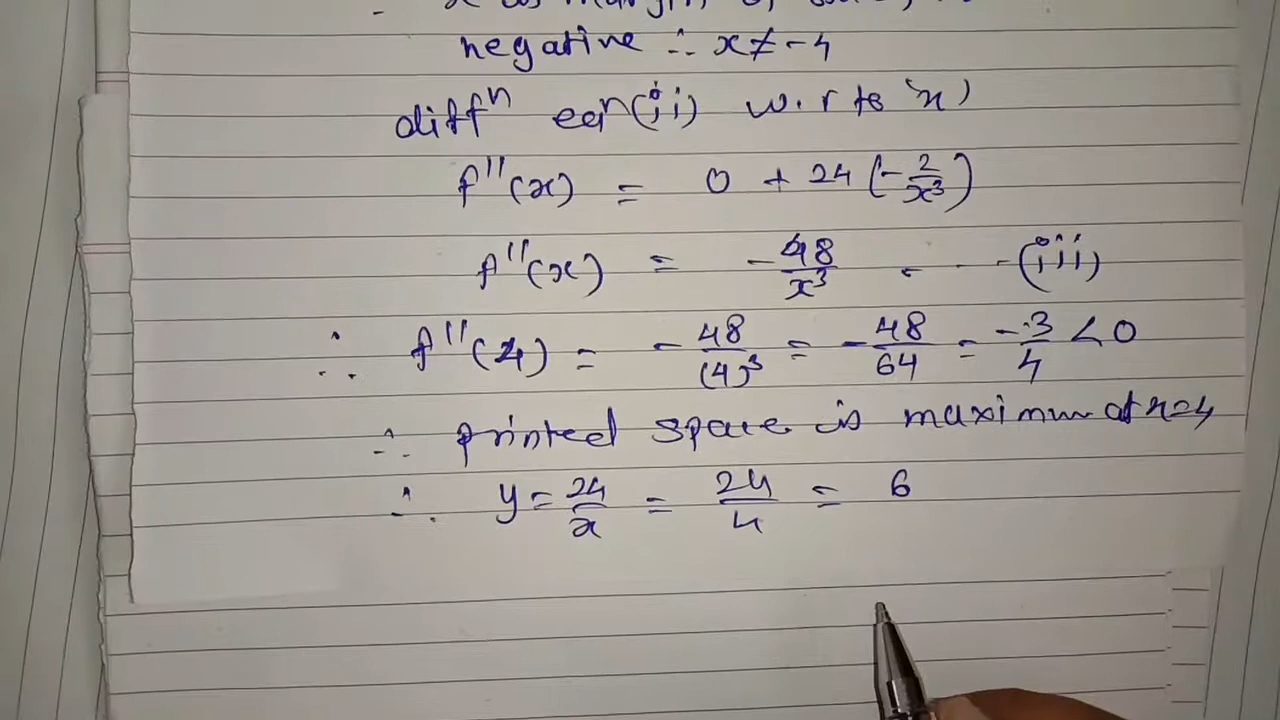 negative ∴ x ≠ -4
diffⁿ eqⁿ(ii) w.r to 'x'
f''(x) = 0 + 24 (-2/x³)
f''(x) = -48/x³ - - -(iii)
∴ f''(4) = -48/(4)³ = -48/64 = -3/4 < 0
∴ printed space is maximum at x=4
∴ y = 24/x = 24/4 = 6